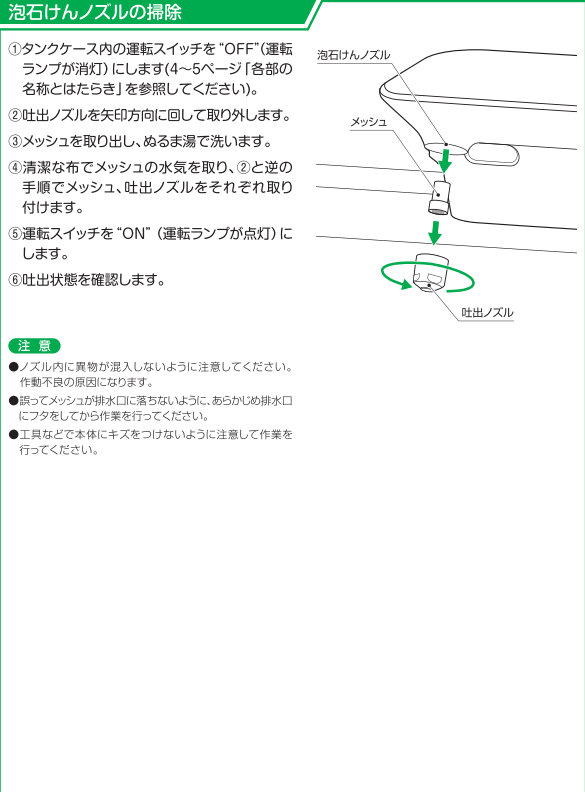 泡石けんノズルの掃除
①タンクケース内の運転スイッチを“OFF”(運転
ランプが消灯)にします(4〜5ページ「各部の
名称とはたらき」を参照してください)。
②吐出ノズルを矢印方向に回して取り外します。
③メッシュを取り出し、ぬるま湯で洗います。
④清潔な布でメッシュの水気を取り、②と逆の
手順でメッシュ、吐出ノズルをそれぞれ取り
付けます。
⑤運転スイッチを“ON”(運転ランプが点灯)に
します。
⑥吐出状態を確認します。
注 意
●ノズル内に異物が混入しないように注意してください。
作動不良の原因になります。
●誤ってメッシュが排水口に落ちないように、あらかじめ排水口
にフタをしてから作業を行ってください。
●工具などで本体にキズをつけないように注意して作業を
行ってください。
泡石けんノズル
メッシュ
吐出ノズル